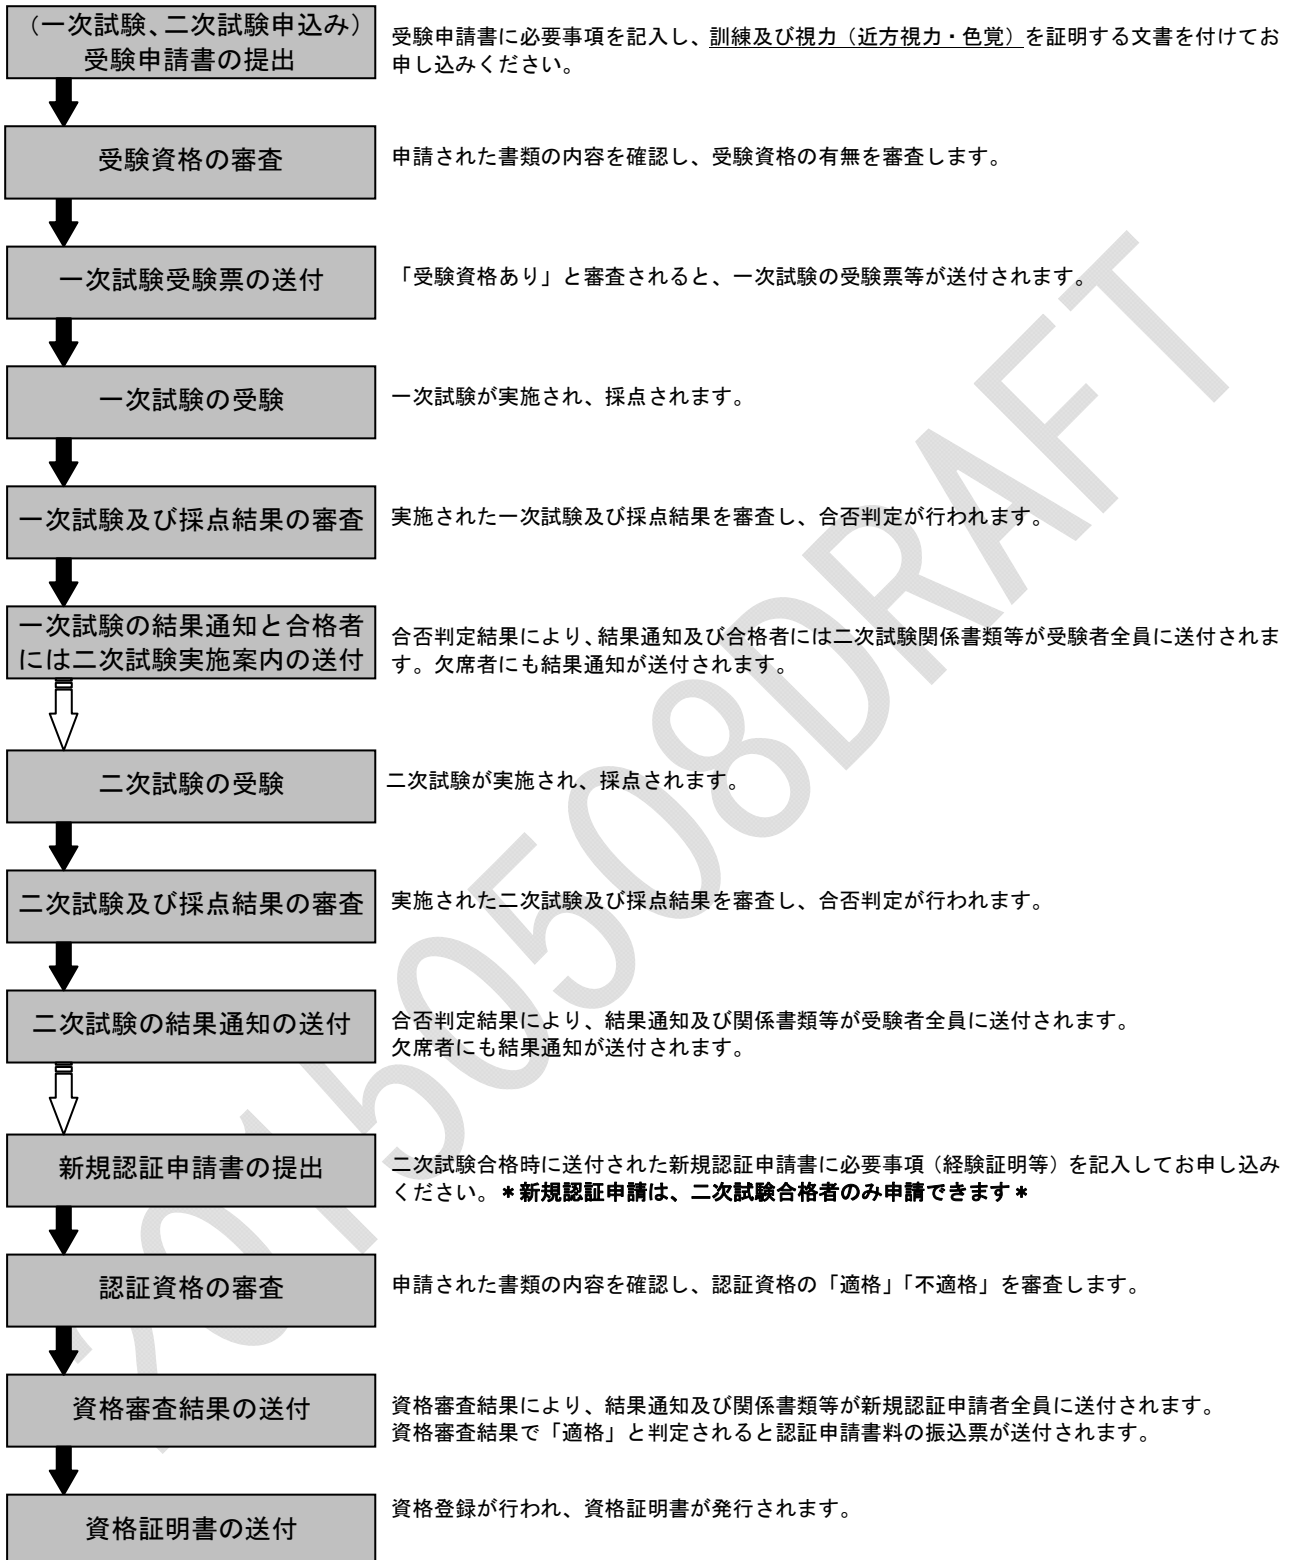 （一次試験、二次試験申込み）
受験申請書の提出
受験申請書に必要事項を記入し、訓練及び視力（近方視力・色覚）を証明する文書を付けてお
申し込みください。
受験資格の審査
申請された書類の内容を確認し、受験資格の有無を審査します。
一次試験受験票の送付
「受験資格あり」と審査されると、一次試験の受験票等が送付されます。
一次試験の受験
一次試験が実施され、採点されます。
一次試験及び採点結果の審査
実施された一次試験及び採点結果を審査し、合否判定が行われます。
一次試験の結果通知と合格者
には二次試験実施案内の送付
合否判定結果により、結果通知及び合格者には二次試験関係書類等が受験者全員に送付されま
す。欠席者にも結果通知が送付されます。
二次試験の受験
二次試験が実施され、採点されます。
二次試験及び採点結果の審査
実施された二次試験及び採点結果を審査し、合否判定が行われます。
二次試験の結果通知の送付
合否判定結果により、結果通知及び関係書類等が受験者全員に送付されます。
欠席者にも結果通知が送付されます。
新規認証申請書の提出
二次試験合格時に送付された新規認証申請書に必要事項（経験証明等）を記入してお申し込み
ください。＊新規認証申請は、二次試験合格者のみ申請できます＊
認証資格の審査
申請された書類の内容を確認し、認証資格の「適格」「不適格」を審査します。
資格審査結果の送付
資格審査結果により、結果通知及び関係書類等が新規認証申請者全員に送付されます。
資格審査結果で「適格」と判定されると認証申請書料の振込票が送付されます。
資格証明書の送付
資格登録が行われ、資格証明書が発行されます。
20150508DRAFT